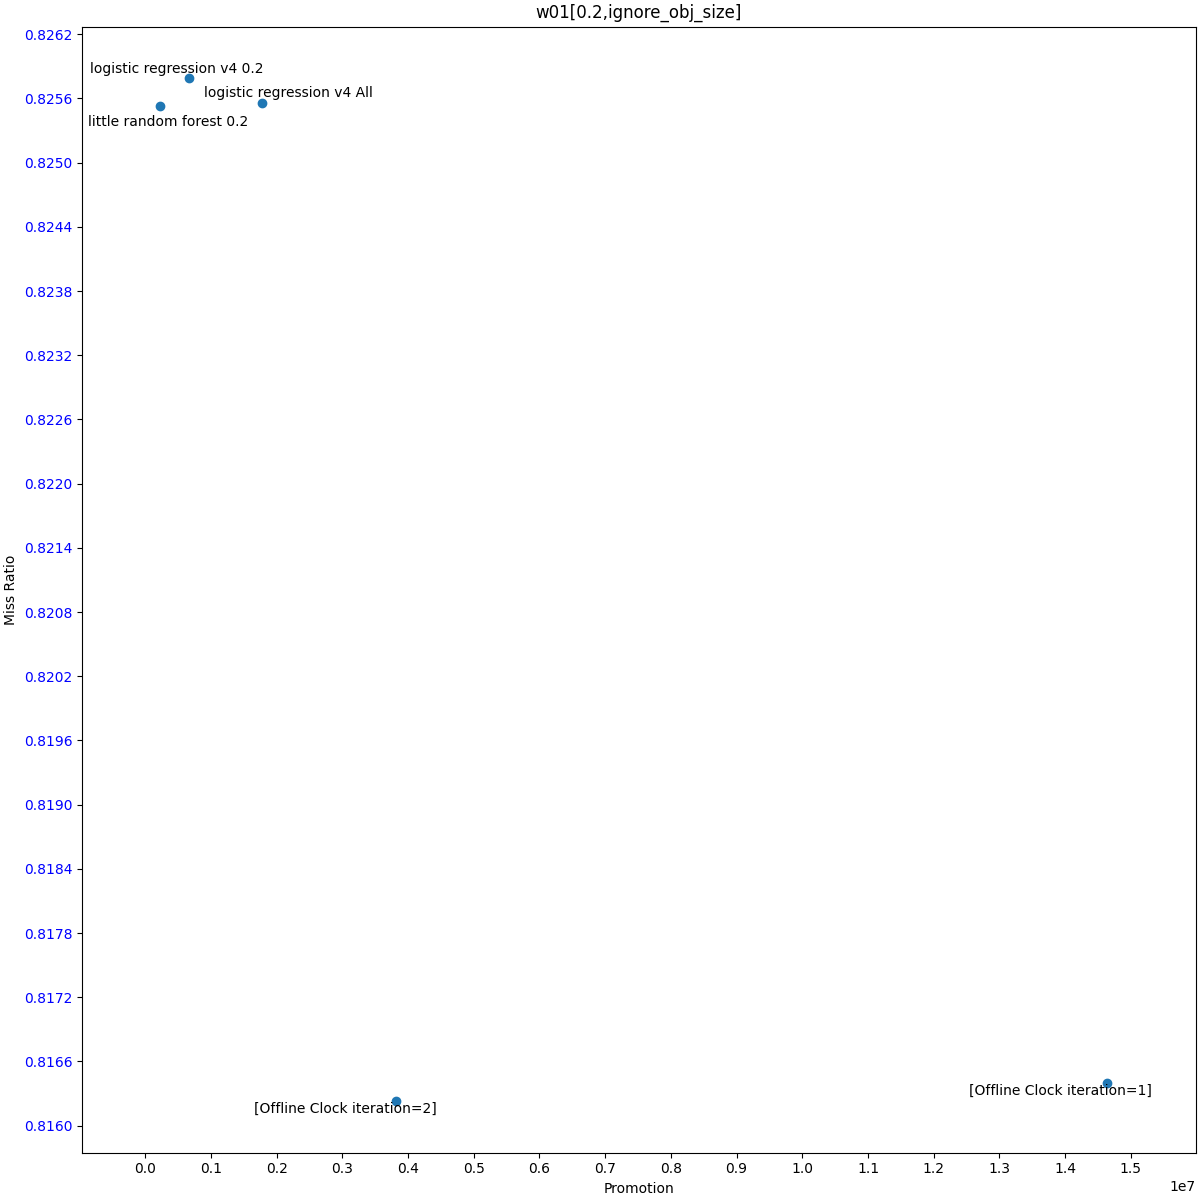 w01[0.2,ignore_obj_size]
0.8262
0.8256
0.8250
0.8244
0.8238
0.8232
0.8226
0.8220
0.8214
0.8208
0.8202
0.8196
0.8190
0.8184
0.8178
0.8172
0.8166
0.8160
Miss Ratio
logistic regression v4 0.2
logistic regression v4 All
little random forest 0.2
[Offline Clock iteration=1]
[Offline Clock iteration=2]
0.0 0.1 0.2 0.3 0.4 0.5 0.6 0.7 0.8 0.9 1.0 1.1 1.2 1.3 1.4 1.5
1e7
Promotion